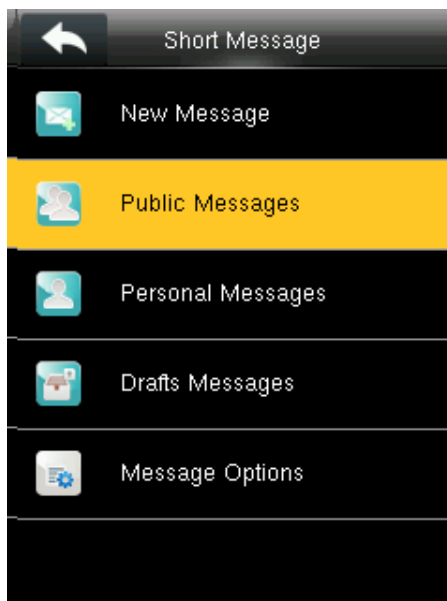 Short Message
New Message
Public Messages
Personal Messages
Drafts Messages
Message Options